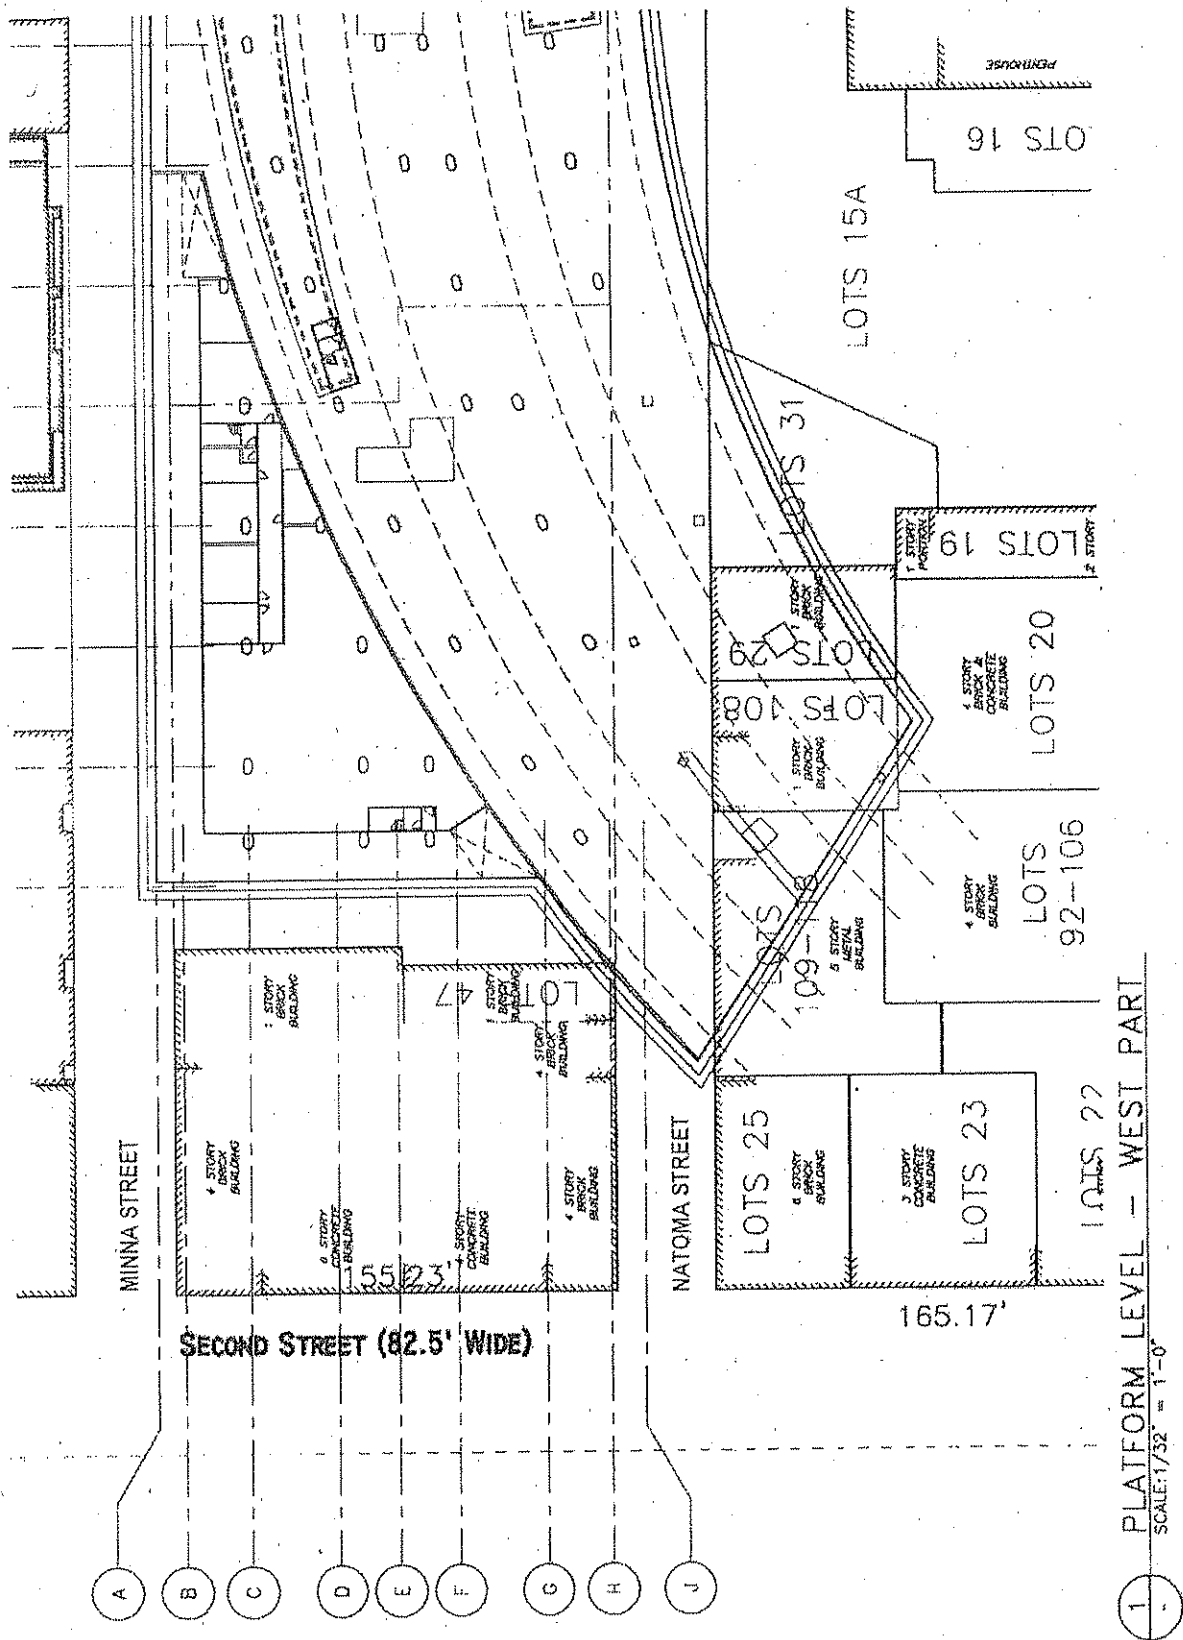 PENTHOUSE
LOTS 16
LOTS 15A
LOTS 31
1 STORY
PORTION
LOTS 19
2 STORY
1 STORY
BRICK
BUILDING
LOTS 29
LOTS 108
1 STORY
BRICK
BUILDING
4 STORY
BRICK &
CONCRETE
BUILDING
LOTS 20
LOTS
5 STORY
METAL
BUILDING
4 STORY
BRICK
BUILDING
LOTS
92-106
1 STORY
BRICK
BUILDING
LOT 47
1 STORY
BRICK
BUILDING
4 STORY
BRICK
BUILDING
MINNA STREET
4 STORY
BRICK
BUILDING
6 STORY
CONCRETE
BUILDING
155.23'
4 STORY
CONCRETE
BUILDING
4 STORY
BRICK
BUILDING
NATOMA STREET
LOTS 25
6 STORY
BRICK
BUILDING
3 STORY
CONCRETE
BUILDING
LOTS 23
LOTS 22
165.17'
SECOND STREET (82.5' WIDE)
A
B
C
D
E
F
G
H
J
1
-
PLATFORM LEVEL - WEST PART
SCALE:1/32" = 1'-0"